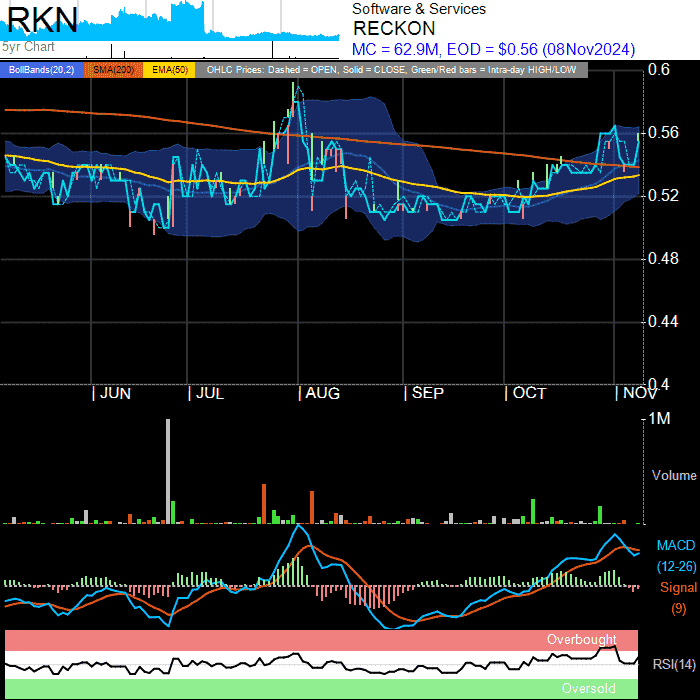 RKN
5yr Chart
Software & Services
RECKON
MC = 62.9M, EOD = $0.56 (08Nov2024)
BollBands(20,2) SMA(200) EMA(50) OHLC Prices: Dashed = OPEN, Solid = CLOSE, Green/Red bars = Intra-day HIGH/LOW
0.6
0.56
0.52
0.48
0.44
0.4
| JUN | JUL | AUG | SEP | OCT | NOV
1M
Volume
MACD
(12-26)
Signal
(9)
Overbought
RSI(14)
Oversold